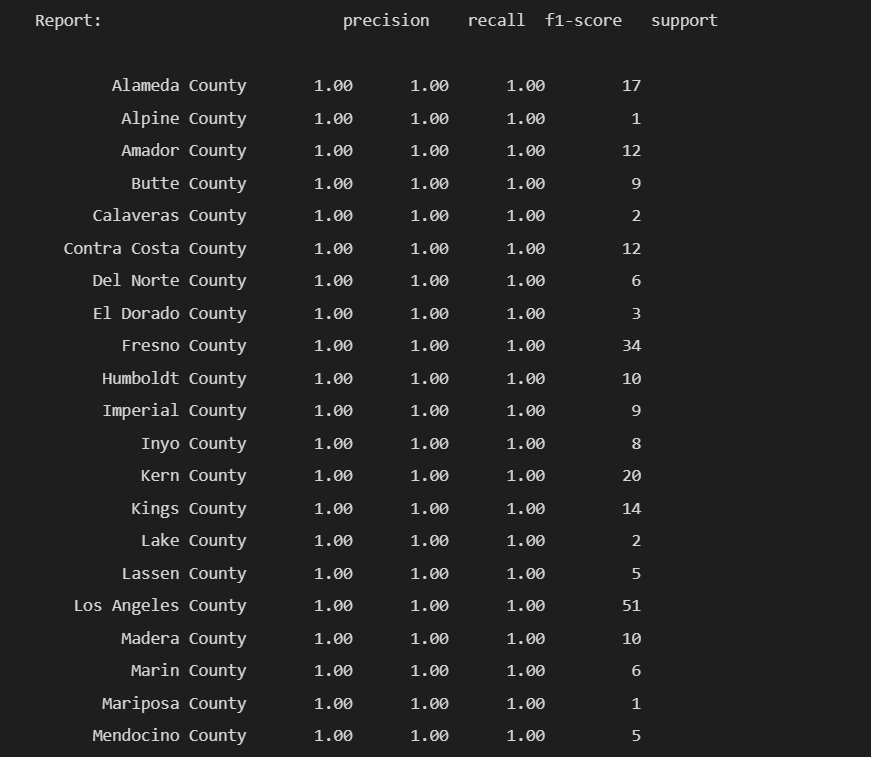 Report: precision recall f1-score support
Alameda County 1.00 1.00 1.00 17
Alpine County 1.00 1.00 1.00 1
Amador County 1.00 1.00 1.00 12
Butte County 1.00 1.00 1.00 9
Calaveras County 1.00 1.00 1.00 2
Contra Costa County 1.00 1.00 1.00 12
Del Norte County 1.00 1.00 1.00 6
El Dorado County 1.00 1.00 1.00 3
Fresno County 1.00 1.00 1.00 34
Humboldt County 1.00 1.00 1.00 10
Imperial County 1.00 1.00 1.00 9
Inyo County 1.00 1.00 1.00 8
Kern County 1.00 1.00 1.00 20
Kings County 1.00 1.00 1.00 14
Lake County 1.00 1.00 1.00 2
Lassen County 1.00 1.00 1.00 5
Los Angeles County 1.00 1.00 1.00 51
Madera County 1.00 1.00 1.00 10
Marin County 1.00 1.00 1.00 6
Mariposa County 1.00 1.00 1.00 1
Mendocino County 1.00 1.00 1.00 5